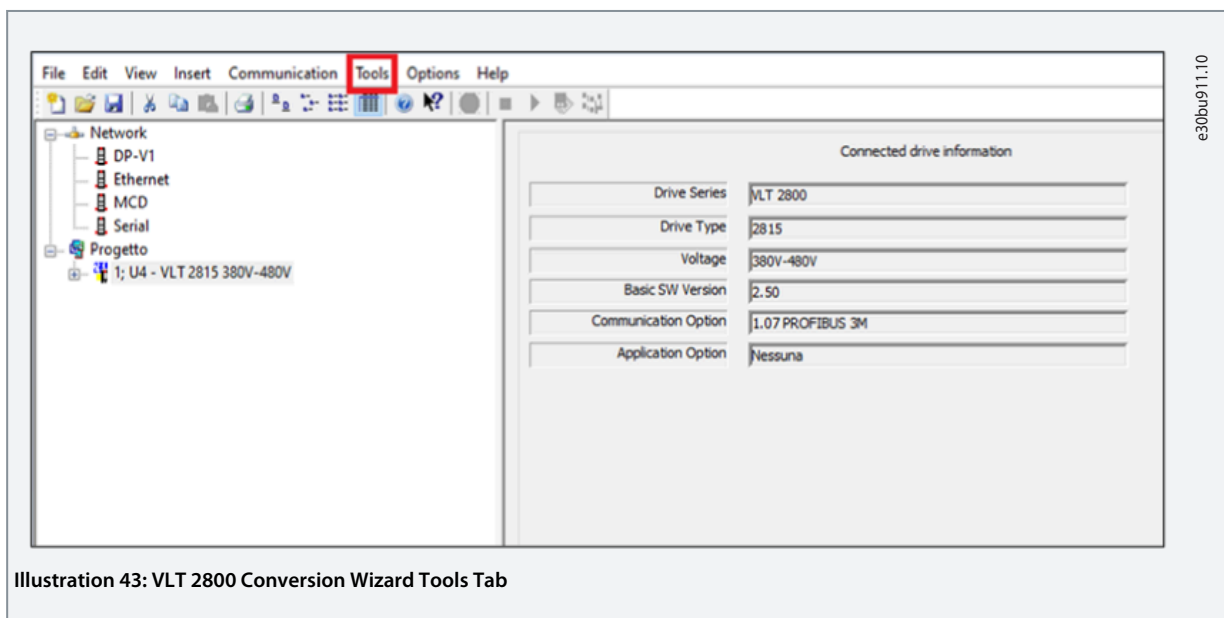 File Edit View Insert Communication Tools Options Help
Network
DP-V1
Ethernet
MCD
Serial
Progetto
1; U4 - VLT 2815 380V-480V
Connected drive information
Drive Series VLT 2800
Drive Type 2815
Voltage 380V-480V
Basic SW Version 2.50
Communication Option 1.07 PROFIBUS 3M
Application Option Nessuna
e30bu911.10
Illustration 43: VLT 2800 Conversion Wizard Tools Tab